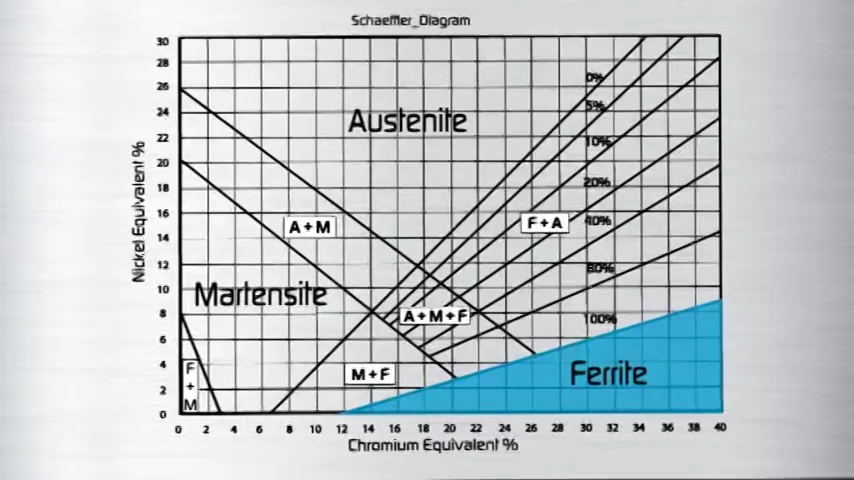 Schaeffler_Diagram
30
28
26
24
22
20
18
16
14
12
10
8
6
4
2
0
Nickel Equivalent %
Austenite
A+M
F+A
Martensite
A+M+F
M+F
F
+
M
Ferrite
0%
5%
10%
20%
40%
80%
100%
0 2 4 6 8 10 12 14 16 18 20 22 24 26 28 30 32 34 36 38 40
Chromium Equivalent %